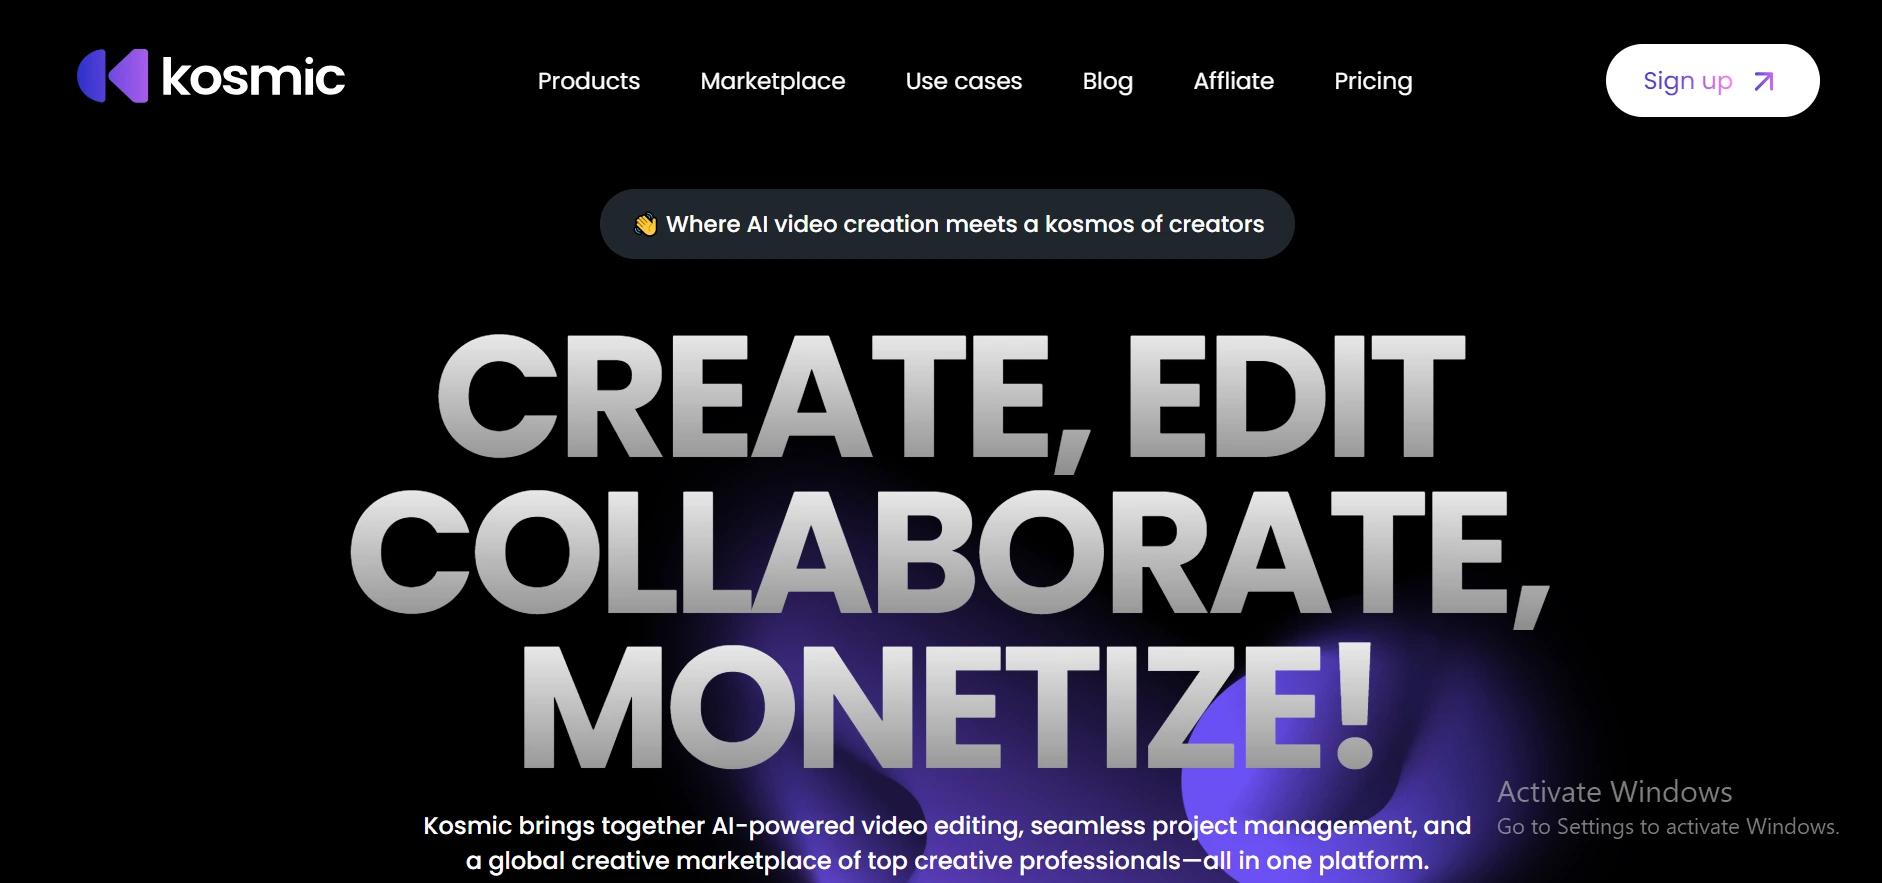 kosmic
Products Marketplace Use cases Blog Affliate Pricing
Sign up
👋 Where AI video creation meets a kosmos of creators
CREATE, EDIT
COLLABORATE,
MONETIZE!
Kosmic brings together AI-powered video editing, seamless project management, and
a global creative marketplace of top creative professionals—all in one platform.
Activate Windows
Go to Settings to activate Windows.